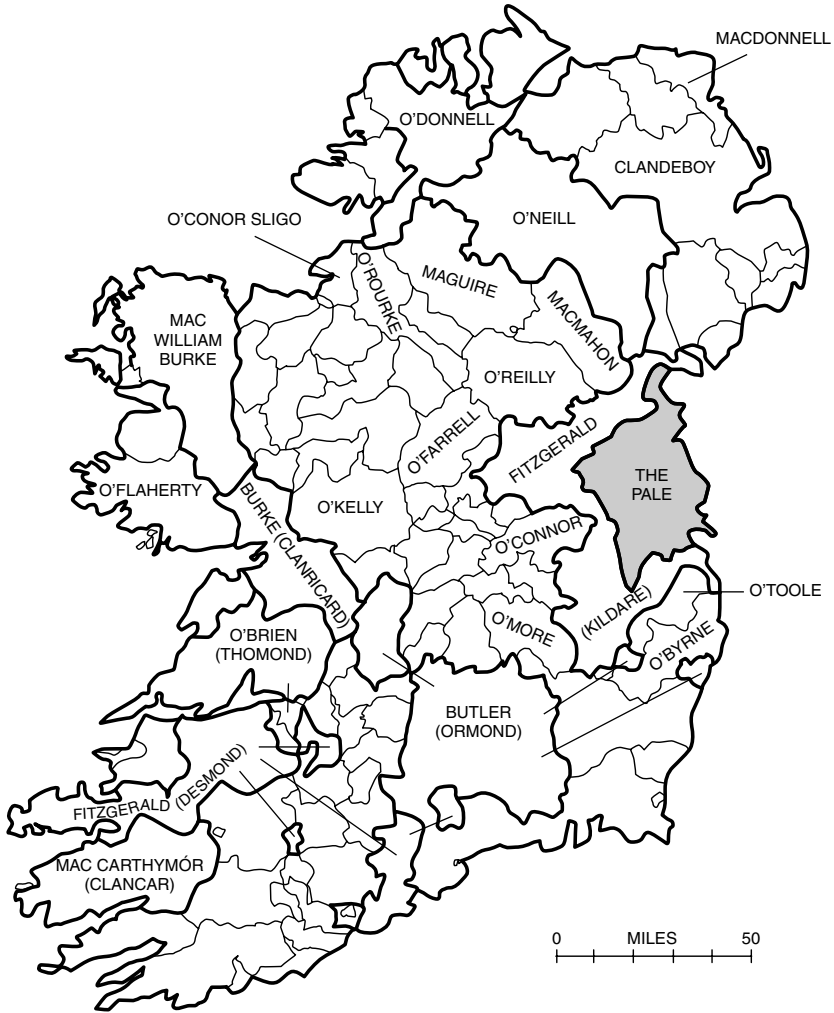 MACDONNELL
O'DONNELL
CLANDEBOY
O'CONOR SLIGO
O'NEILL
O'ROURKE
MAGUIRE
MACMAHON
MAC
WILLIAM
BURKE
O'REILLY
O'FARRELL
FITZGERALD
THE
PALE
O'FLAHERTY
BURKE (CLANRICARD)
O'KELLY
O'CONNOR
(KILDARE)
O'TOOLE
O'MORE
O'BYRNE
O'BRIEN
(THOMOND)
BUTLER
(ORMOND)
FITZGERALD (DESMOND)
MAC CARTHYMÓR
(CLANCAR)
0 MILES 50